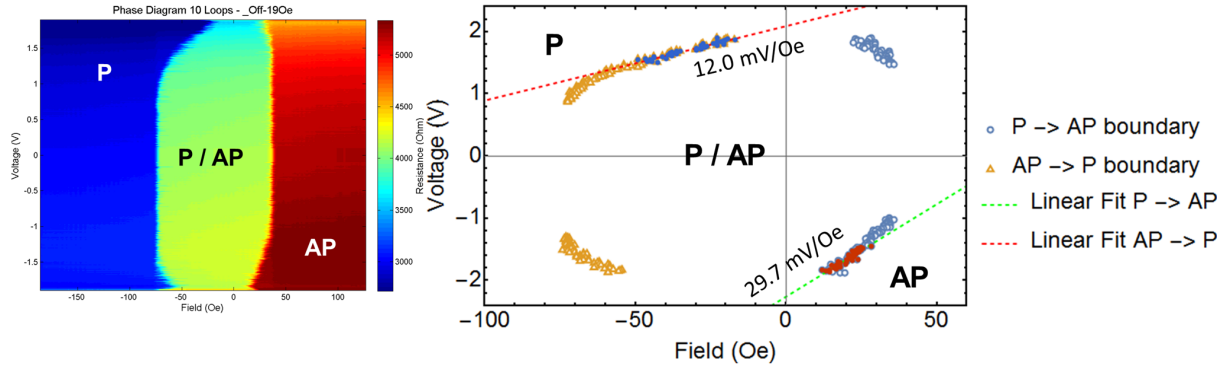 Phase Diagram 10 Loops - _Off-19Oe
P
P / AP
AP
Voltage (V)
1.5
1
0.5
0
-0.5
-1
-1.5
-150
-100
-50
0
50
100
Field (Oe)
5000
4500
4000
3500
3000
Resistance (Ohm)
P
12.0 mV/Oe
P / AP
29.7 mV/Oe
AP
Voltage (V)
2
1
0
−1
−2
−100
−50
0
50
Field (Oe)
P −> AP boundary
AP −> P boundary
Linear Fit P −> AP
Linear Fit AP −> P